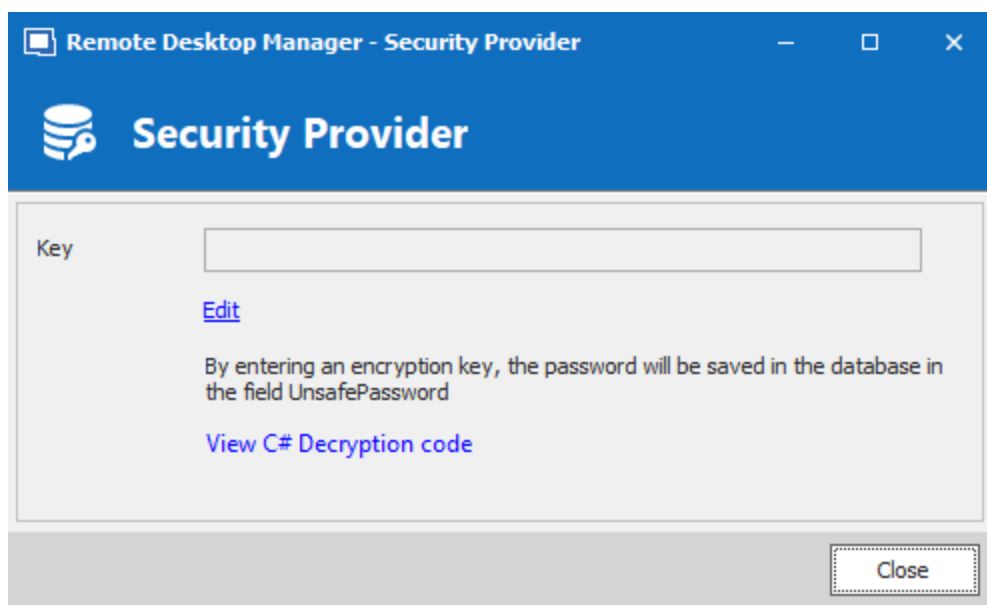 Remote Desktop Manager - Security Provider
Security Provider
Key
Edit
By entering an encryption key, the password will be saved in the database in
the field UnsafePassword
View C# Decryption code
Close